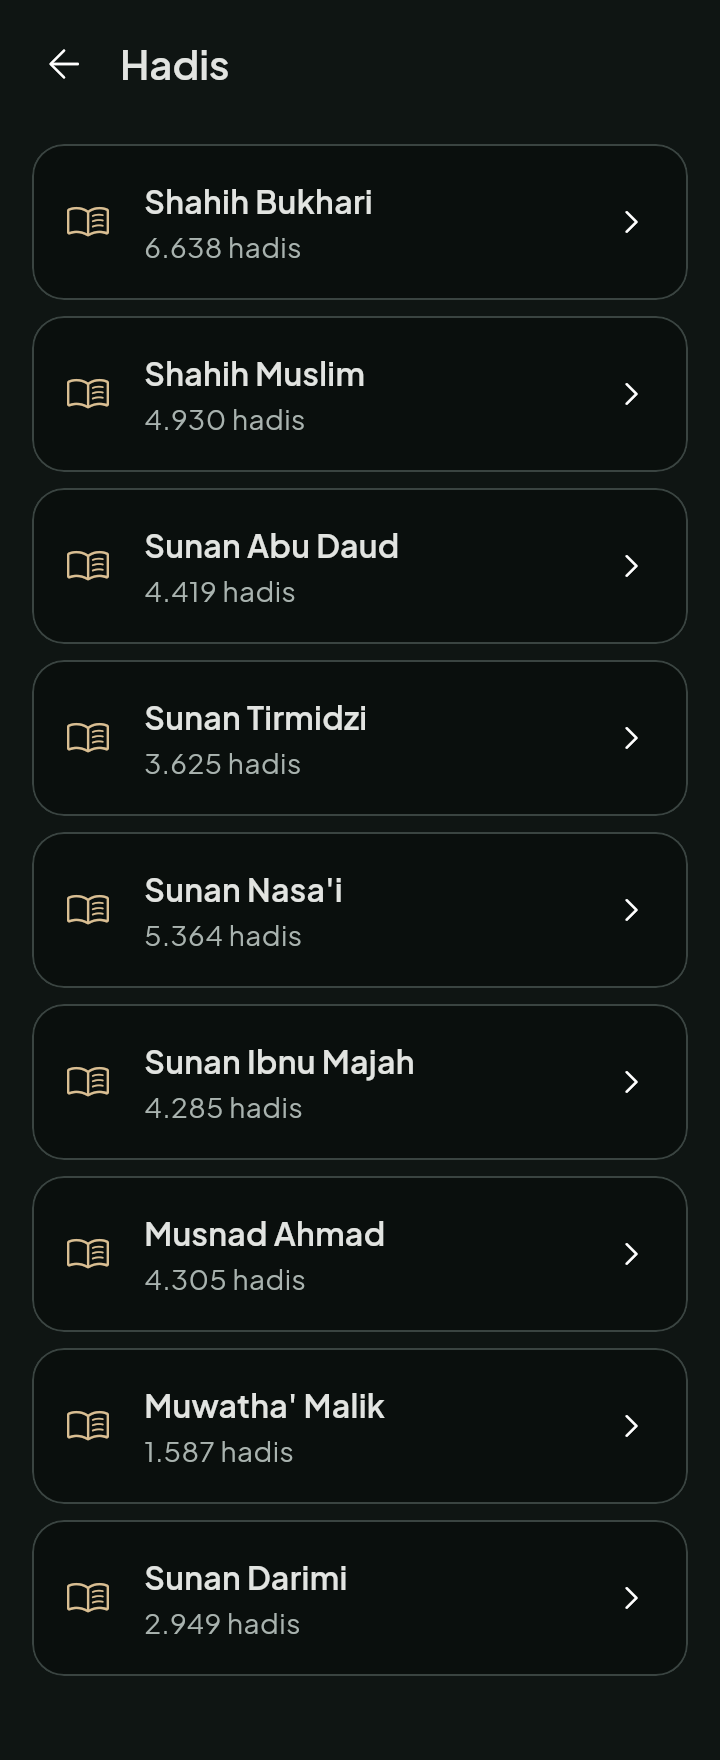 Hadis
Shahih Bukhari
6.638 hadis
Shahih Muslim
4.930 hadis
Sunan Abu Daud
4.419 hadis
Sunan Tirmidzi
3.625 hadis
Sunan Nasa'i
5.364 hadis
Sunan Ibnu Majah
4.285 hadis
Musnad Ahmad
4.305 hadis
Muwatha' Malik
1.587 hadis
Sunan Darimi
2.949 hadis